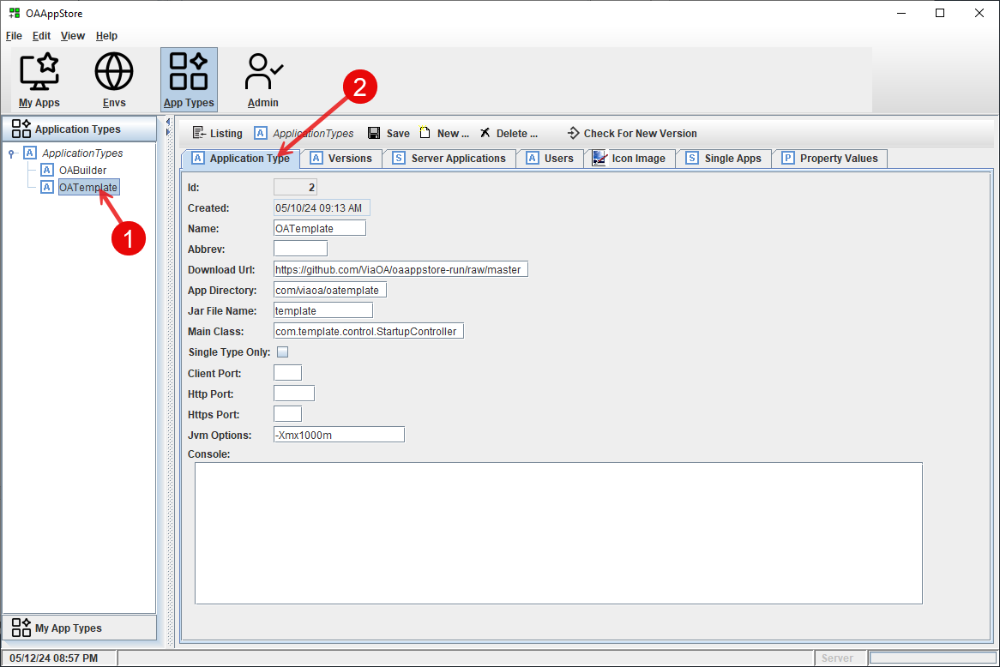 OAAppStore
File Edit View Help
My Apps Envs App Types Admin
2
Application Types
Listing A ApplicationTypes Save New ... Delete ... Check For New Version
A ApplicationTypes
A OABuilder
A OATemplate
1
A Application Type A Versions S Server Applications A Users Icon Image S Single Apps P Property Values
Id: 2
Created: 05/10/24 09:13 AM
Name: OATemplate
Abbrev:
Download Url: https://github.com/ViaOA/oaappstore-run/raw/master
App Directory: com/viaoa/oatemplate
Jar File Name: template
Main Class: com.template.control.StartupController
Single Type Only:
Client Port:
Http Port:
Https Port:
Jvm Options: -Xmx1000m
Console:
My App Types
05/12/24 08:57 PM Server